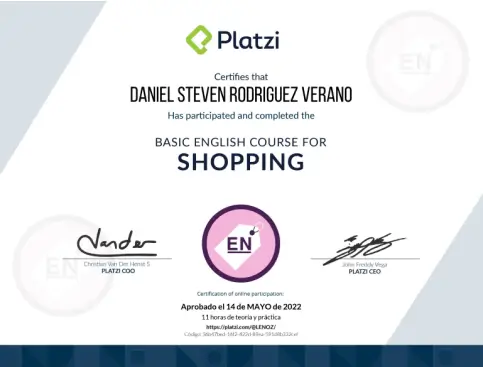 Platzi
EN
Certifies that
DANIEL STEVEN RODRIGUEZ VERANO
Has participated and completed the
BASIC ENGLISH COURSE FOR
SHOPPING
EN
EN
Christian Van Der Henst S
PLATZI COO
John Freddy Vega
PLATZI CEO
Certification of online participation:
Aprobado el 14 de MAYO de 2022
11 horas de teoría y práctica
https://platzi.com/@LENOZ/
Código: